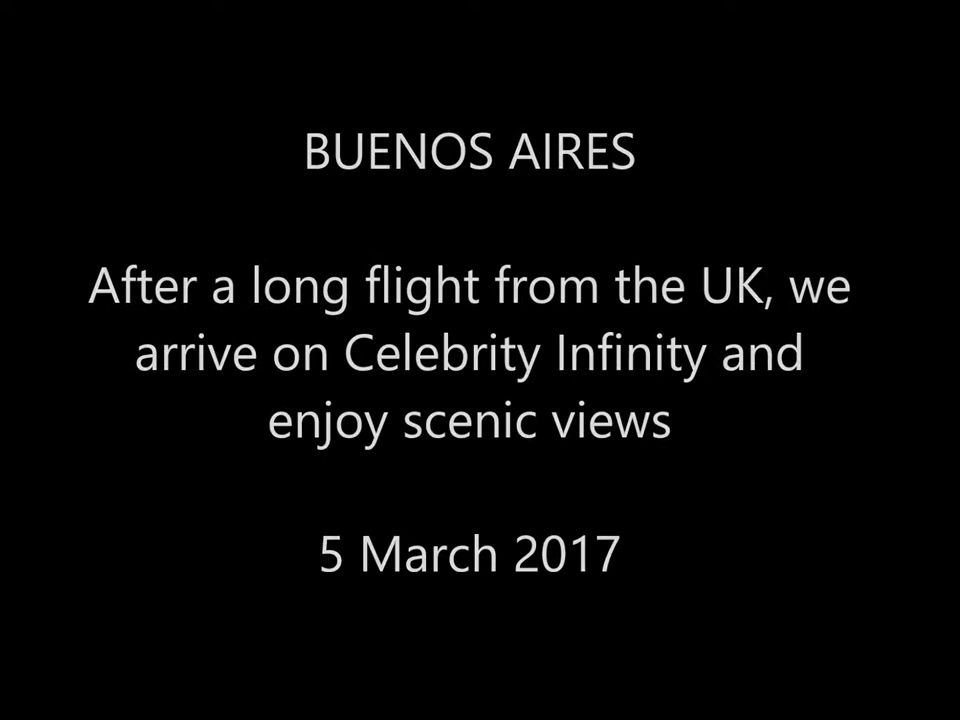 BUENOS AIRES
After a long flight from the UK, we
arrive on Celebrity Infinity and
enjoy scenic views
5 March 2017